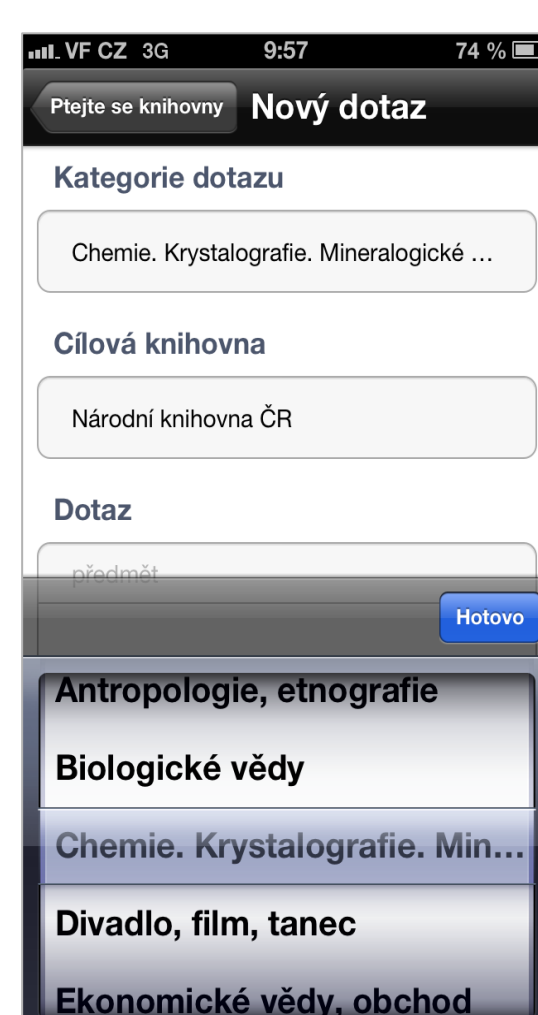 VF CZ 3G 9:57 74 %
Ptejte se knihovny Nový dotaz
Kategorie dotazu
Chemie. Krystalografie. Mineralogické ...
Cílová knihovna
Národní knihovna ČR
Dotaz
předmět
Hotovo
Antropologie, etnografie
Biologické vědy
Chemie. Krystalografie. Min...
Divadlo, film, tanec
Ekonomické vědy, obchod